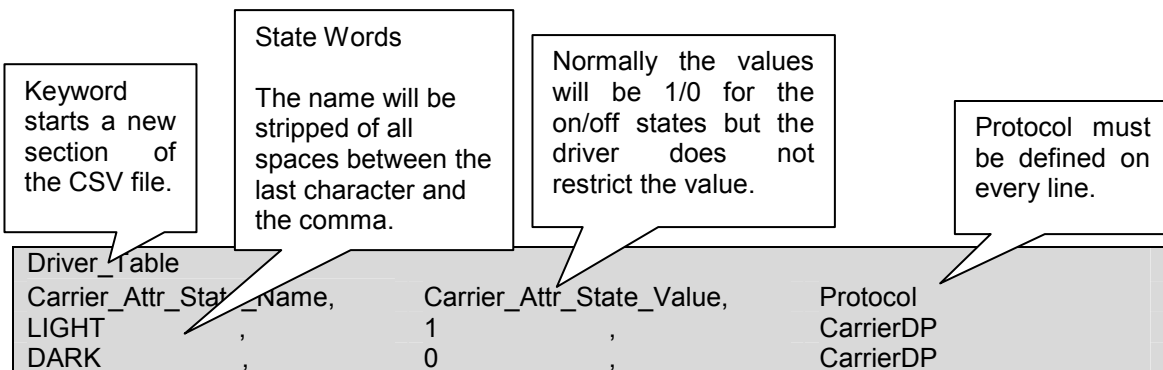 State Words
The name will be
stripped of all
spaces between the
last character and
the comma.
Keyword
starts a new
section of
the CSV file.
Normally the values
will be 1/0 for the
on/off states but the
driver does not
restrict the value.
Protocol must
be defined on
every line.
Driver_Table
Carrier_Attr_State_Name, Carrier_Attr_State_Value, Protocol
LIGHT , 1 , CarrierDP
DARK , 0 , CarrierDP